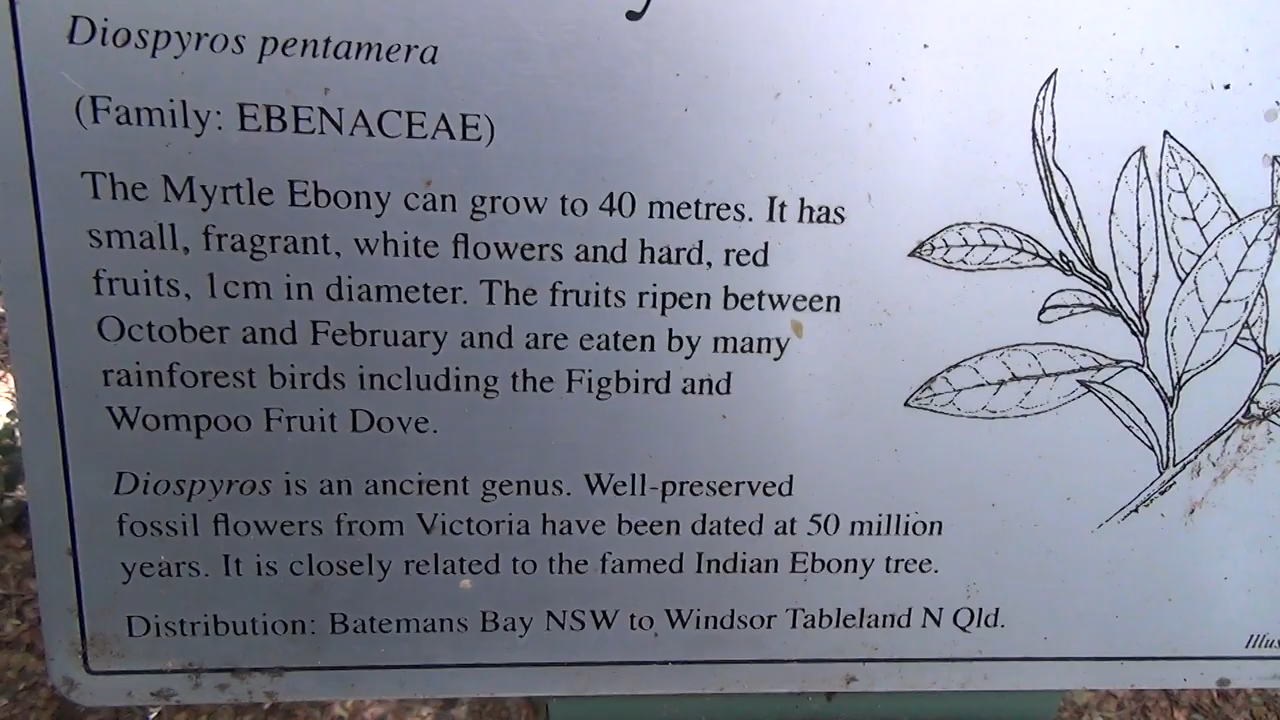 Diospyros pentamera
(Family: EBENACEAE)
The Myrtle Ebony can grow to 40 metres. It has
small, fragrant, white flowers and hard, red
fruits, 1cm in diameter. The fruits ripen between
October and February and are eaten by many
rainforest birds including the Figbird and
Wompoo Fruit Dove.
Diospyros is an ancient genus. Well-preserved
fossil flowers from Victoria have been dated at 50 million
years. It is closely related to the famed Indian Ebony tree.
Distribution: Batemans Bay NSW to Windsor Tableland N Qld.